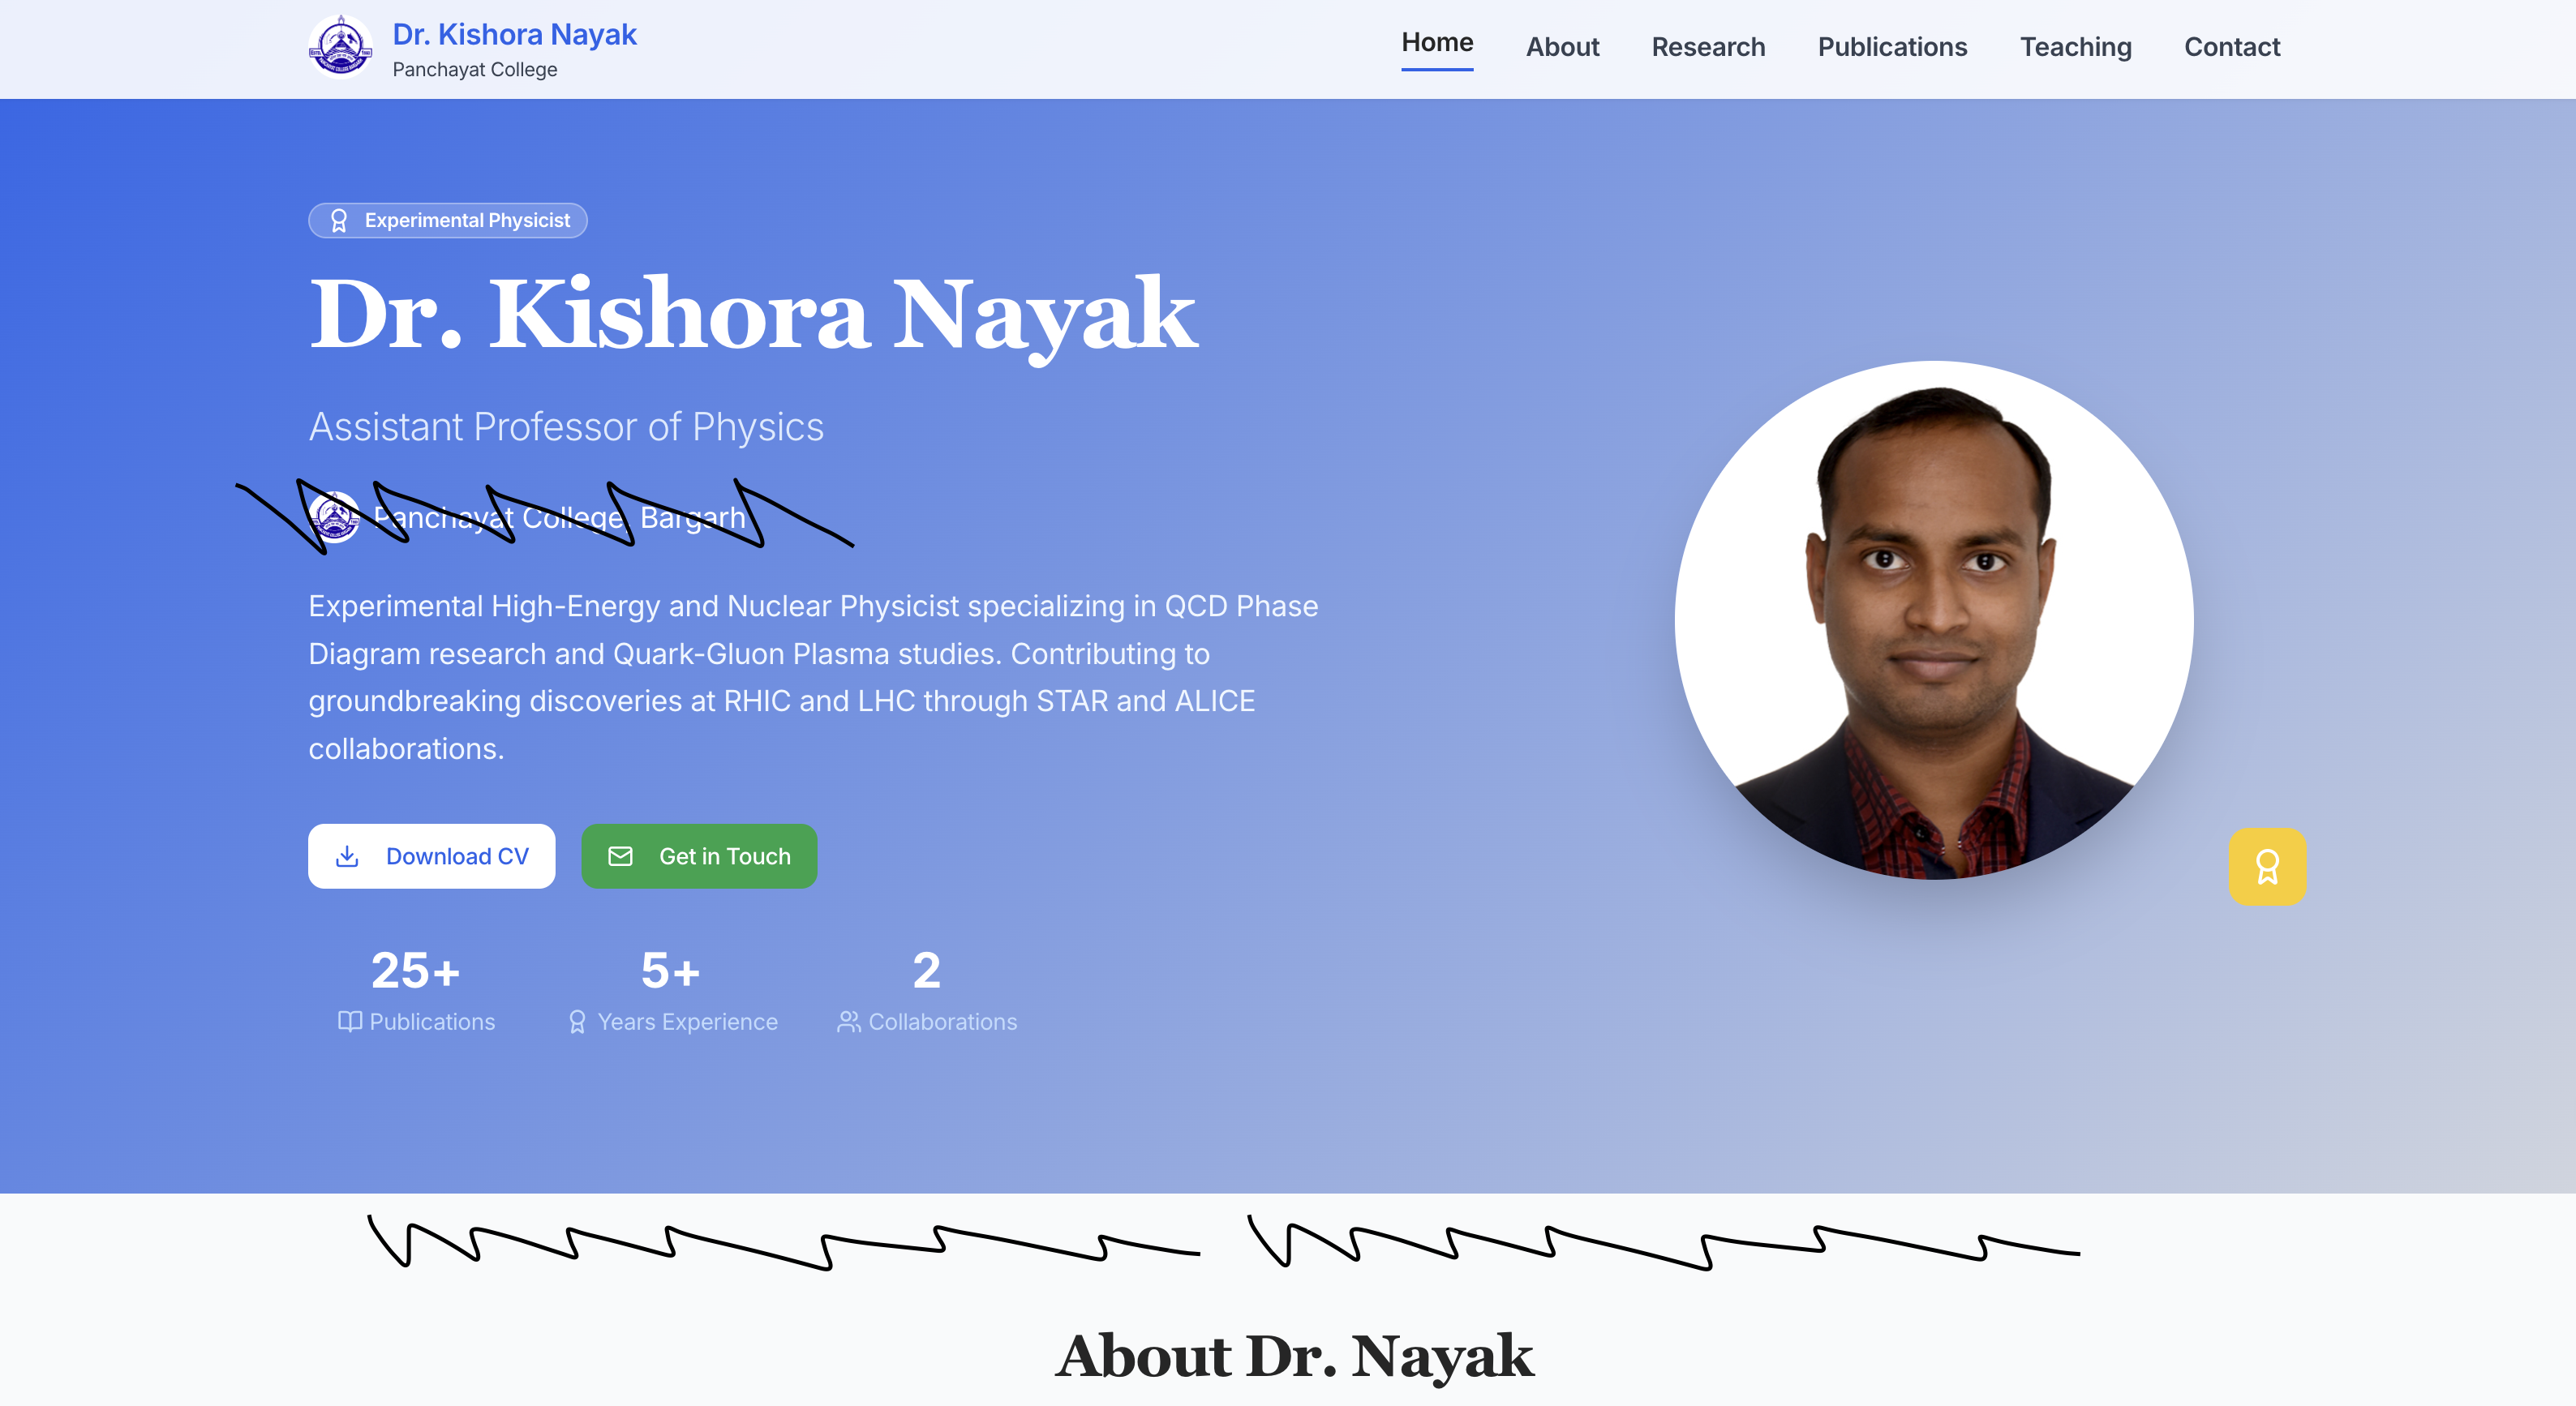 Dr. Kishora Nayak
Panchayat College
Home About Research Publications Teaching Contact
Experimental Physicist
Dr. Kishora Nayak
Assistant Professor of Physics
Panchayat College, Bargarh
Experimental High-Energy and Nuclear Physicist specializing in QCD Phase
Diagram research and Quark-Gluon Plasma studies. Contributing to
groundbreaking discoveries at RHIC and LHC through STAR and ALICE
collaborations.
Download CV Get in Touch
25+ 5+ 2
Publications Years Experience Collaborations
About Dr. Nayak